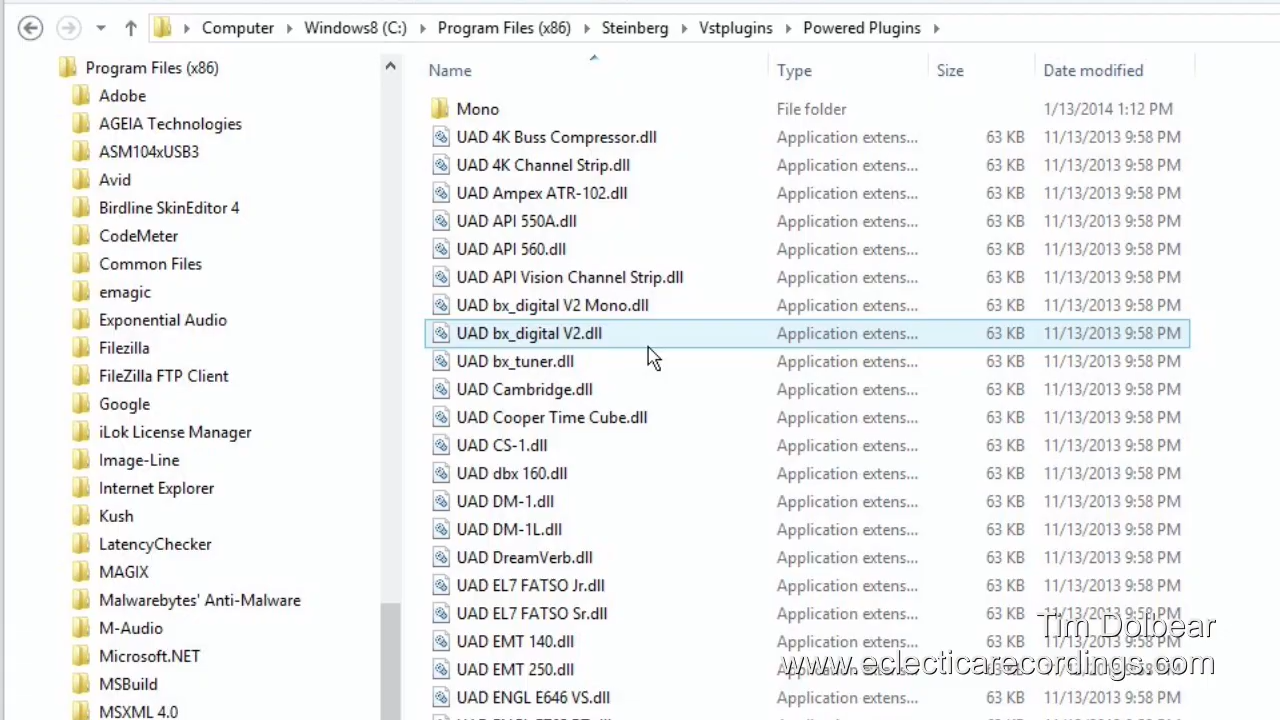 Computer Windows8 (C:) Program Files (x86) Steinberg Vstplugins Powered Plugins
Program Files (x86)
Adobe
AGEIA Technologies
ASM104xUSB3
Avid
Birdline SkinEditor 4
CodeMeter
Common Files
emagic
Exponential Audio
Filezilla
FileZilla FTP Client
Google
iLok License Manager
Image-Line
Internet Explorer
Kush
LatencyChecker
MAGIX
Malwarebytes' Anti-Malware
M-Audio
Microsoft.NET
MSBuild
MSXML 4.0
Name Type Size Date modified
Mono File folder 1/13/2014 1:12 PM
UAD 4K Buss Compressor.dll Application extens... 63 KB 11/13/2013 9:58 PM
UAD 4K Channel Strip.dll Application extens... 63 KB 11/13/2013 9:58 PM
UAD Ampex ATR-102.dll Application extens... 63 KB 11/13/2013 9:58 PM
UAD API 550A.dll Application extens... 63 KB 11/13/2013 9:58 PM
UAD API 560.dll Application extens... 63 KB 11/13/2013 9:58 PM
UAD API Vision Channel Strip.dll Application extens... 63 KB 11/13/2013 9:58 PM
UAD bx_digital V2 Mono.dll Application extens... 63 KB 11/13/2013 9:58 PM
UAD bx_digital V2.dll Application extens... 63 KB 11/13/2013 9:58 PM
UAD bx_tuner.dll Application extens... 63 KB 11/13/2013 9:58 PM
UAD Cambridge.dll Application extens... 63 KB 11/13/2013 9:58 PM
UAD Cooper Time Cube.dll Application extens... 63 KB 11/13/2013 9:58 PM
UAD CS-1.dll Application extens... 63 KB 11/13/2013 9:58 PM
UAD dbx 160.dll Application extens... 63 KB 11/13/2013 9:58 PM
UAD DM-1.dll Application extens... 63 KB 11/13/2013 9:58 PM
UAD DM-1L.dll Application extens... 63 KB 11/13/2013 9:58 PM
UAD DreamVerb.dll Application extens... 63 KB 11/13/2013 9:58 PM
UAD EL7 FATSO Jr.dll Application extens... 63 KB 11/13/2013 9:58 PM
UAD EL7 FATSO Sr.dll Application extens... 63 KB 11/13/2013 9:58 PM
UAD EMT 140.dll Application extens... 63 KB
UAD EMT 250.dll Application extens... 63 KB
UAD ENGL E646 VS.dll Application extens... 63 KB 11/13/2013 9:58 PM
Tim Dolbear
www.eclecticarecordings.com